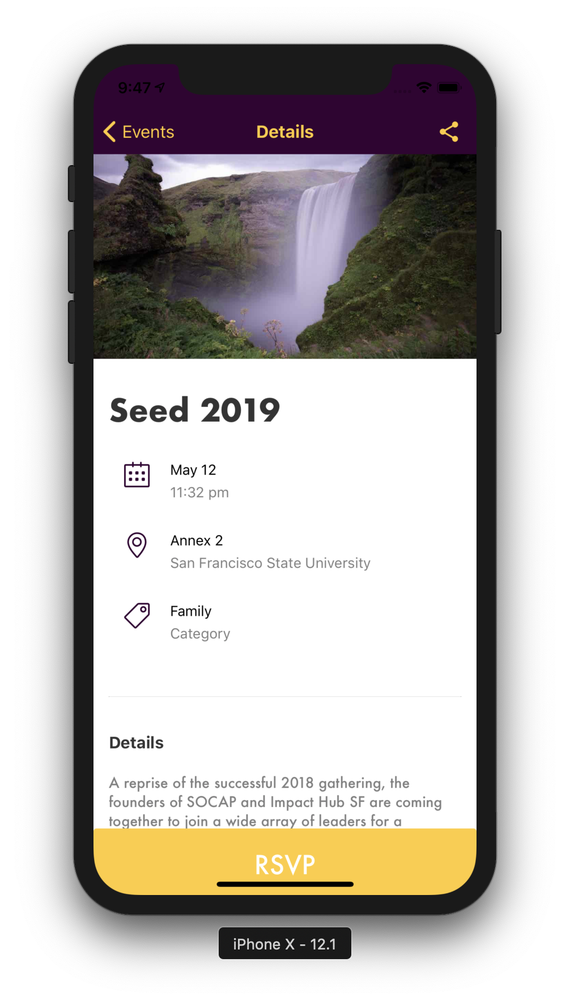 9:47
Events Details
Seed 2019
May 12
11:32 pm
Annex 2
San Francisco State University
Family
Category
Details
A reprise of the successful 2018 gathering, the
founders of SOCAP and Impact Hub SF are coming
together to join a wide array of leaders for a
RSVP
iPhone X - 12.1